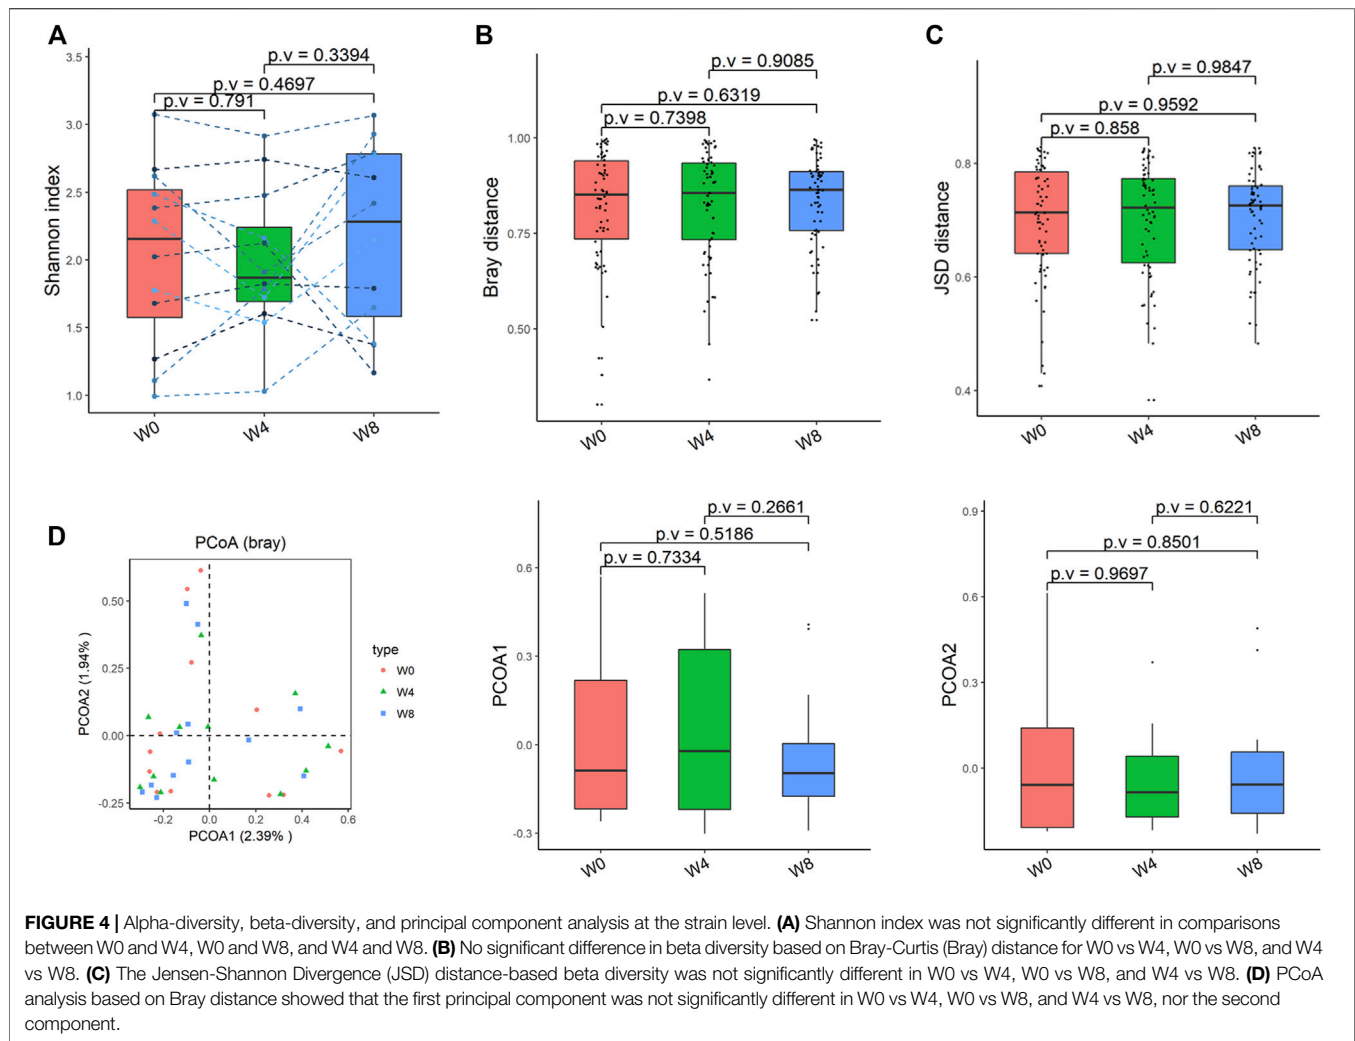 A
p.v = 0.3394
p.v = 0.4697
p.v = 0.791
Shannon index
3.5
3.0
2.5
2.0
1.5
1.0
W0
W4
W8
B
p.v = 0.9085
p.v = 0.6319
p.v = 0.7398
Bray distance
1.00
0.75
0.50
W0
W4
W8
C
p.v = 0.9847
p.v = 0.9592
p.v = 0.858
JSD distance
0.8
0.6
0.4
W0
W4
W8
D
PCoA (bray)
PCOA2 (1.94% )
0.50
0.25
0.00
-0.25
-0.2
0.0
0.2
0.4
0.6
PCOA1 (2.39% )
type
W0
W4
W8
p.v = 0.2661
p.v = 0.5186
p.v = 0.7334
PCOA1
0.6
0.3
0.0
-0.3
W0
W4
W8
p.v = 0.6221
p.v = 0.8501
p.v = 0.9697
PCOA2
0.9
0.6
0.3
0.0
W0
W4
W8
FIGURE 4 | Alpha-diversity, beta-diversity, and principal component analysis at the strain level. (A) Shannon index was not significantly different in comparisons
between W0 and W4, W0 and W8, and W4 and W8. (B) No significant difference in beta diversity based on Bray-Curtis (Bray) distance for W0 vs W4, W0 vs W8, and W4
vs W8. (C) The Jensen-Shannon Divergence (JSD) distance-based beta diversity was not significantly different in W0 vs W4, W0 vs W8, and W4 vs W8. (D) PCoA
analysis based on Bray distance showed that the first principal component was not significantly different in W0 vs W4, W0 vs W8, and W4 vs W8, nor the second
component.